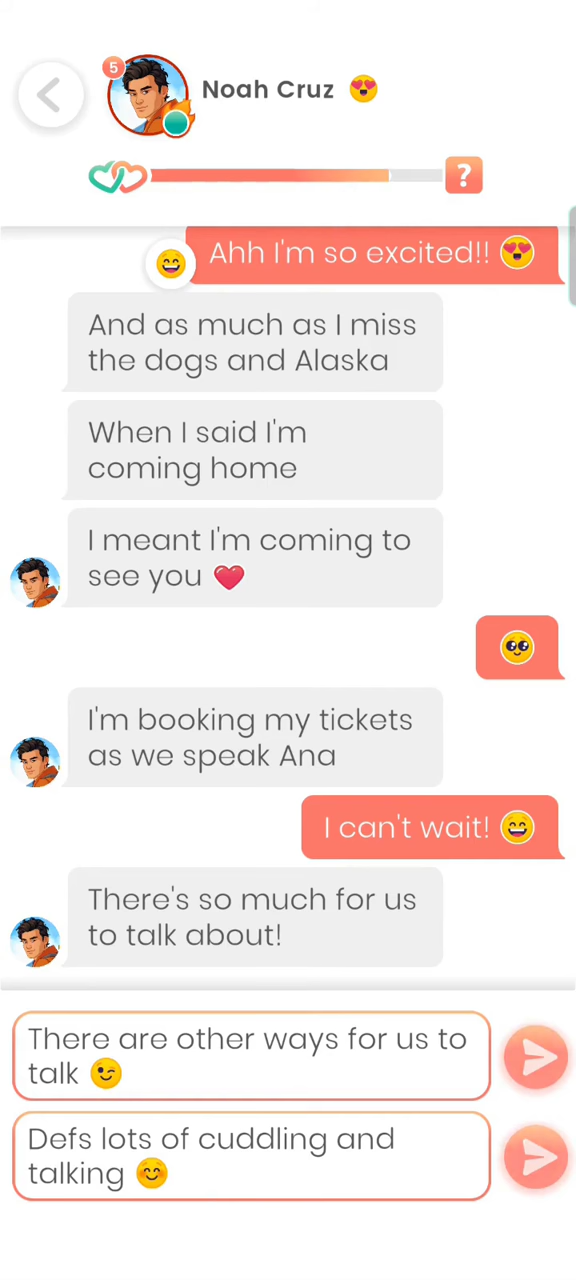 5
Noah Cruz 😍
?
Ahh I'm so excited!! 😍
😄
And as much as I miss
the dogs and Alaska
When I said I'm
coming home
I meant I'm coming to
see you ❤️
🥺
I'm booking my tickets
as we speak Ana
I can't wait! 😄
There's so much for us
to talk about!
There are other ways for us to
talk 😉
Defs lots of cuddling and
talking 😊